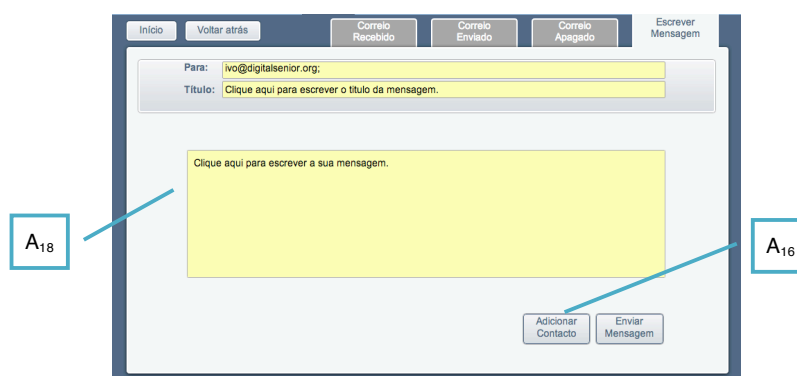 Início
Voltar atrás
Correio
Recebido
Correio
Enviado
Correio
Apagado
Escrever
Mensagem
Para: ivo@digitalsenior.org;
Título: Clique aqui para escrever o titulo da mensagem.
Clique aqui para escrever a sua mensagem.
A₁₈
A₁₆
Adicionar
Contacto
Enviar
Mensagem